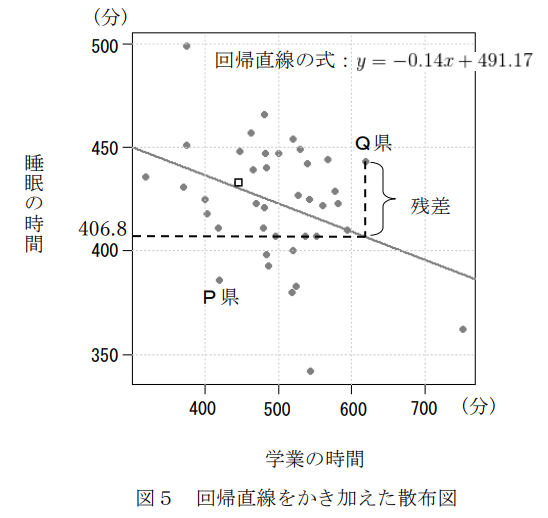 (分)
500
回帰直線の式：y = −0.14x + 491.17
450
Q県
睡眠の時間
残差
406.8
400
P県
350
400 500 600 700 (分)
学業の時間
図５　回帰直線をかき加えた散布図